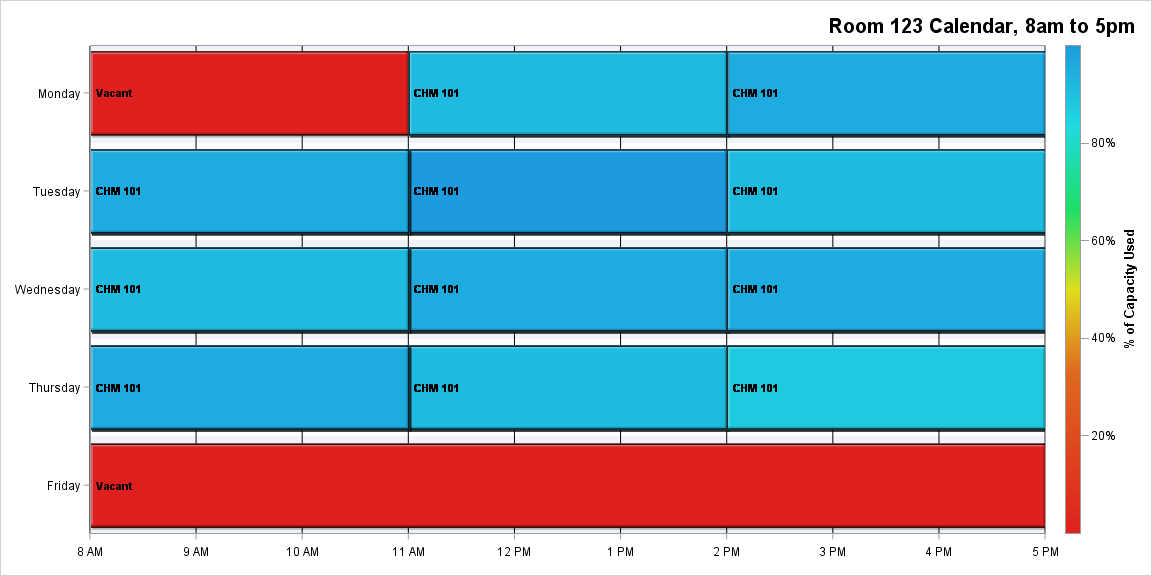 Room 123 Calendar, 8am to 5pm
Monday
Vacant
CHM 101
CHM 101
Tuesday
CHM 101
CHM 101
CHM 101
Wednesday
CHM 101
CHM 101
CHM 101
Thursday
CHM 101
CHM 101
CHM 101
Friday
Vacant
8 AM
9 AM
10 AM
11 AM
12 PM
1 PM
2 PM
3 PM
4 PM
5 PM
80%
60%
40%
20%
% of Capacity Used